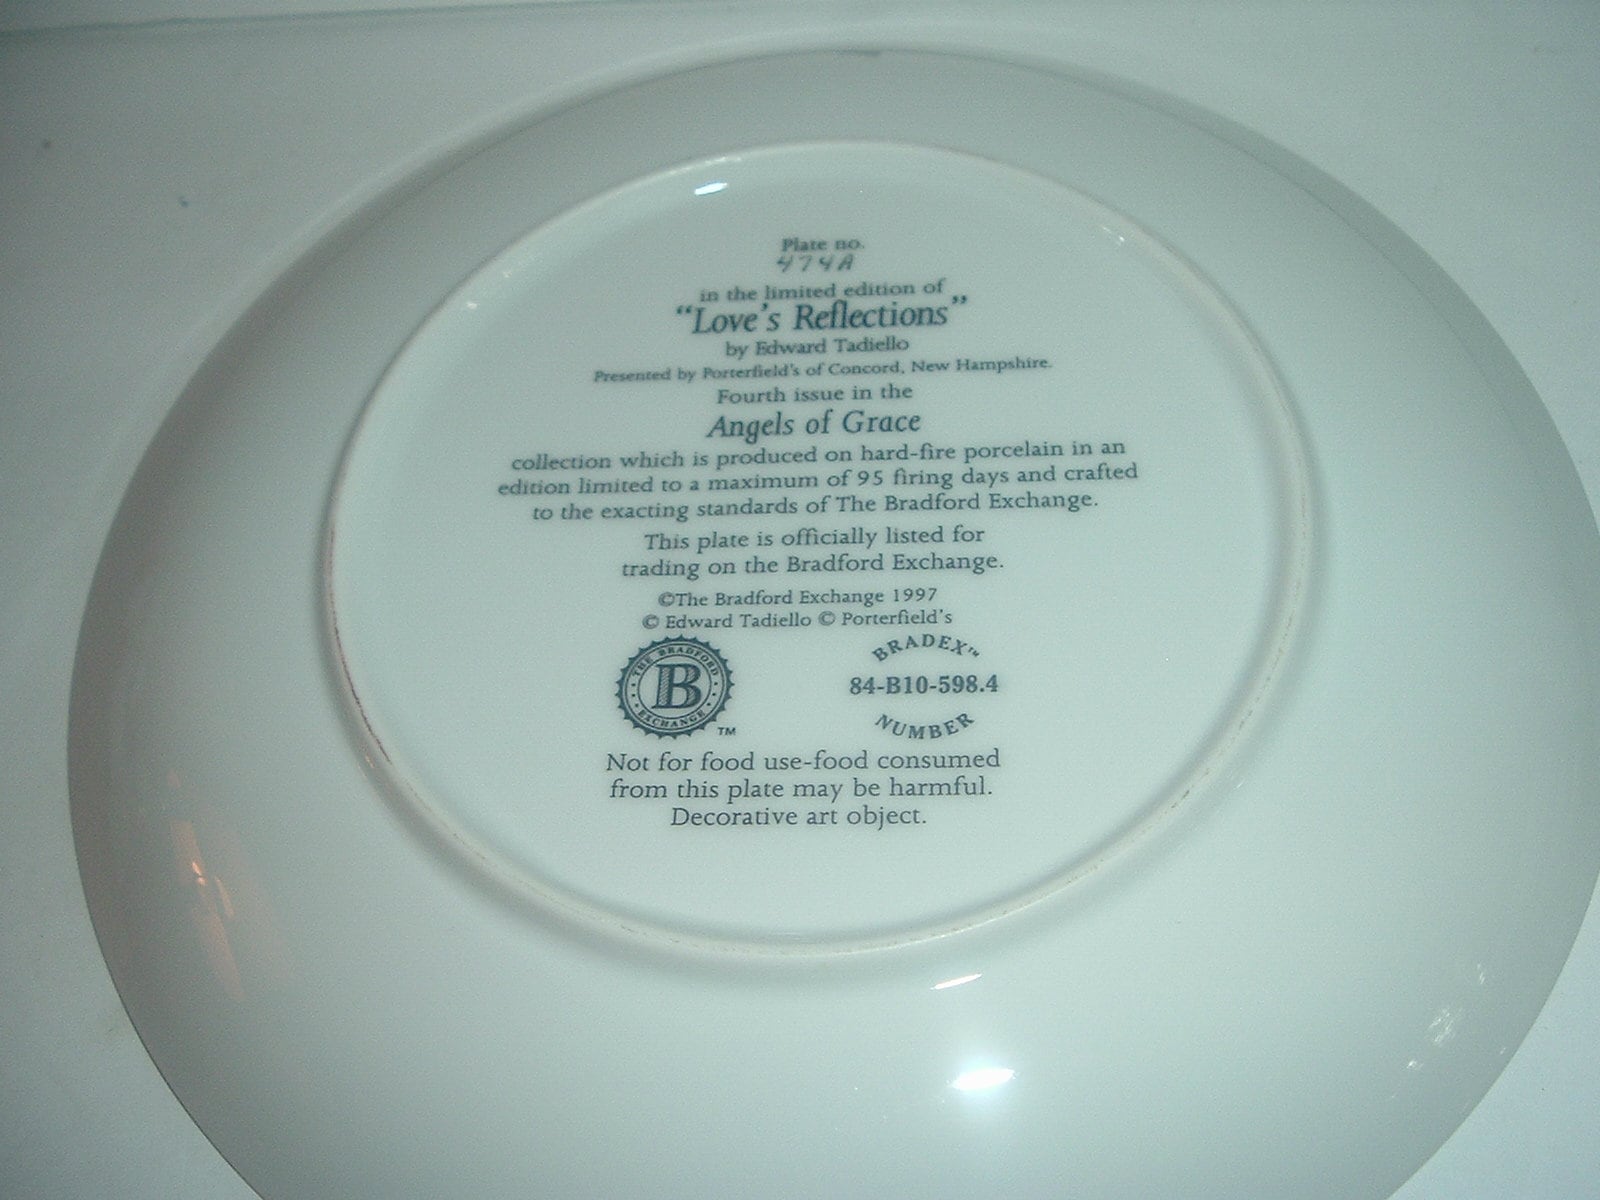 Plate no.
474A
in the limited edition of
“Love's Reflections”
by Edward Tadiello
Presented by Porterfield's of Concord, New Hampshire.
Fourth issue in the
Angels of Grace
collection which is produced on hard-fire porcelain in an
edition limited to a maximum of 95 firing days and crafted
to the exacting standards of The Bradford Exchange.
This plate is officially listed for
trading on the Bradford Exchange.
©The Bradford Exchange 1997
© Edward Tadiello © Porterfield's
THE BRADFORD
B
EXCHANGE
TM
BRADEX™
84-B10-598.4
NUMBER
Not for food use-food consumed
from this plate may be harmful.
Decorative art object.